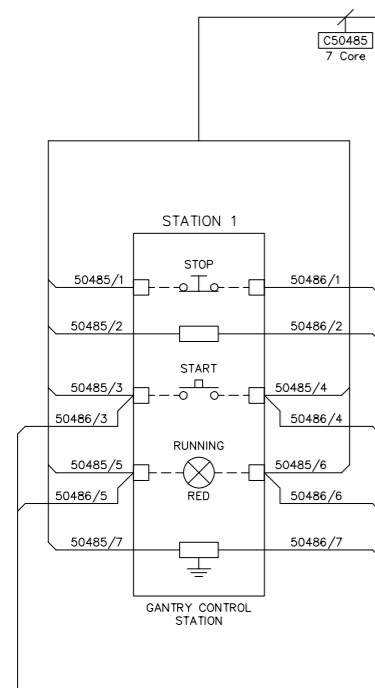 C50485
7 Core
STATION 1
STOP
50485/1
50486/1
50485/2
50486/2
START
50485/3
50485/4
50486/3
50486/4
RUNNING
50485/5
50485/6
50486/5
RED
50486/6
50485/7
50486/7
GANTRY CONTROL
STATION